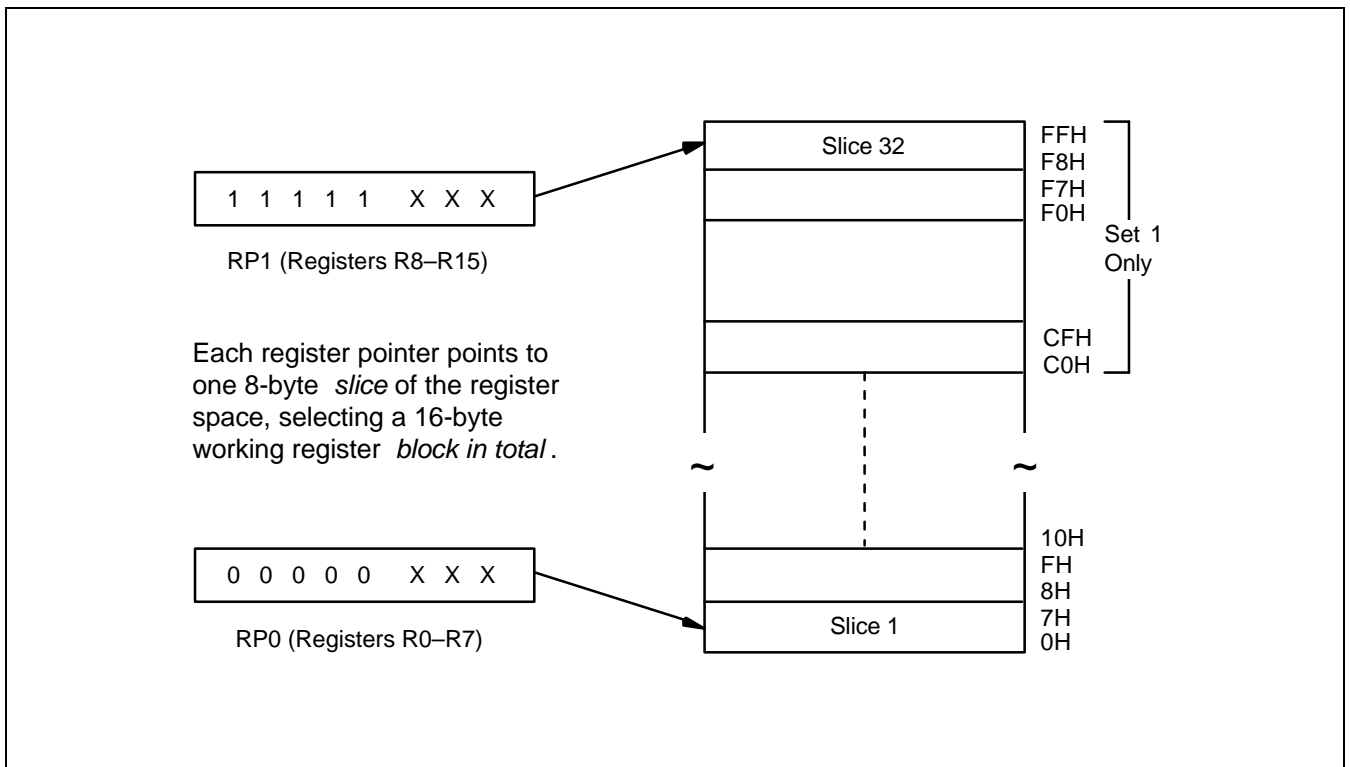 Slice 32
FFH
F8H
F7H
F0H
1 1 1 1 1 X X X
RP1 (Registers R8–R15)
Set 1
Only
CFH
C0H
Each register pointer points to
one 8-byte slice of the register
space, selecting a 16-byte
working register block in total.
~ ~
10H
FH
8H
7H
0H
0 0 0 0 0 X X X
RP0 (Registers R0–R7)
Slice 1